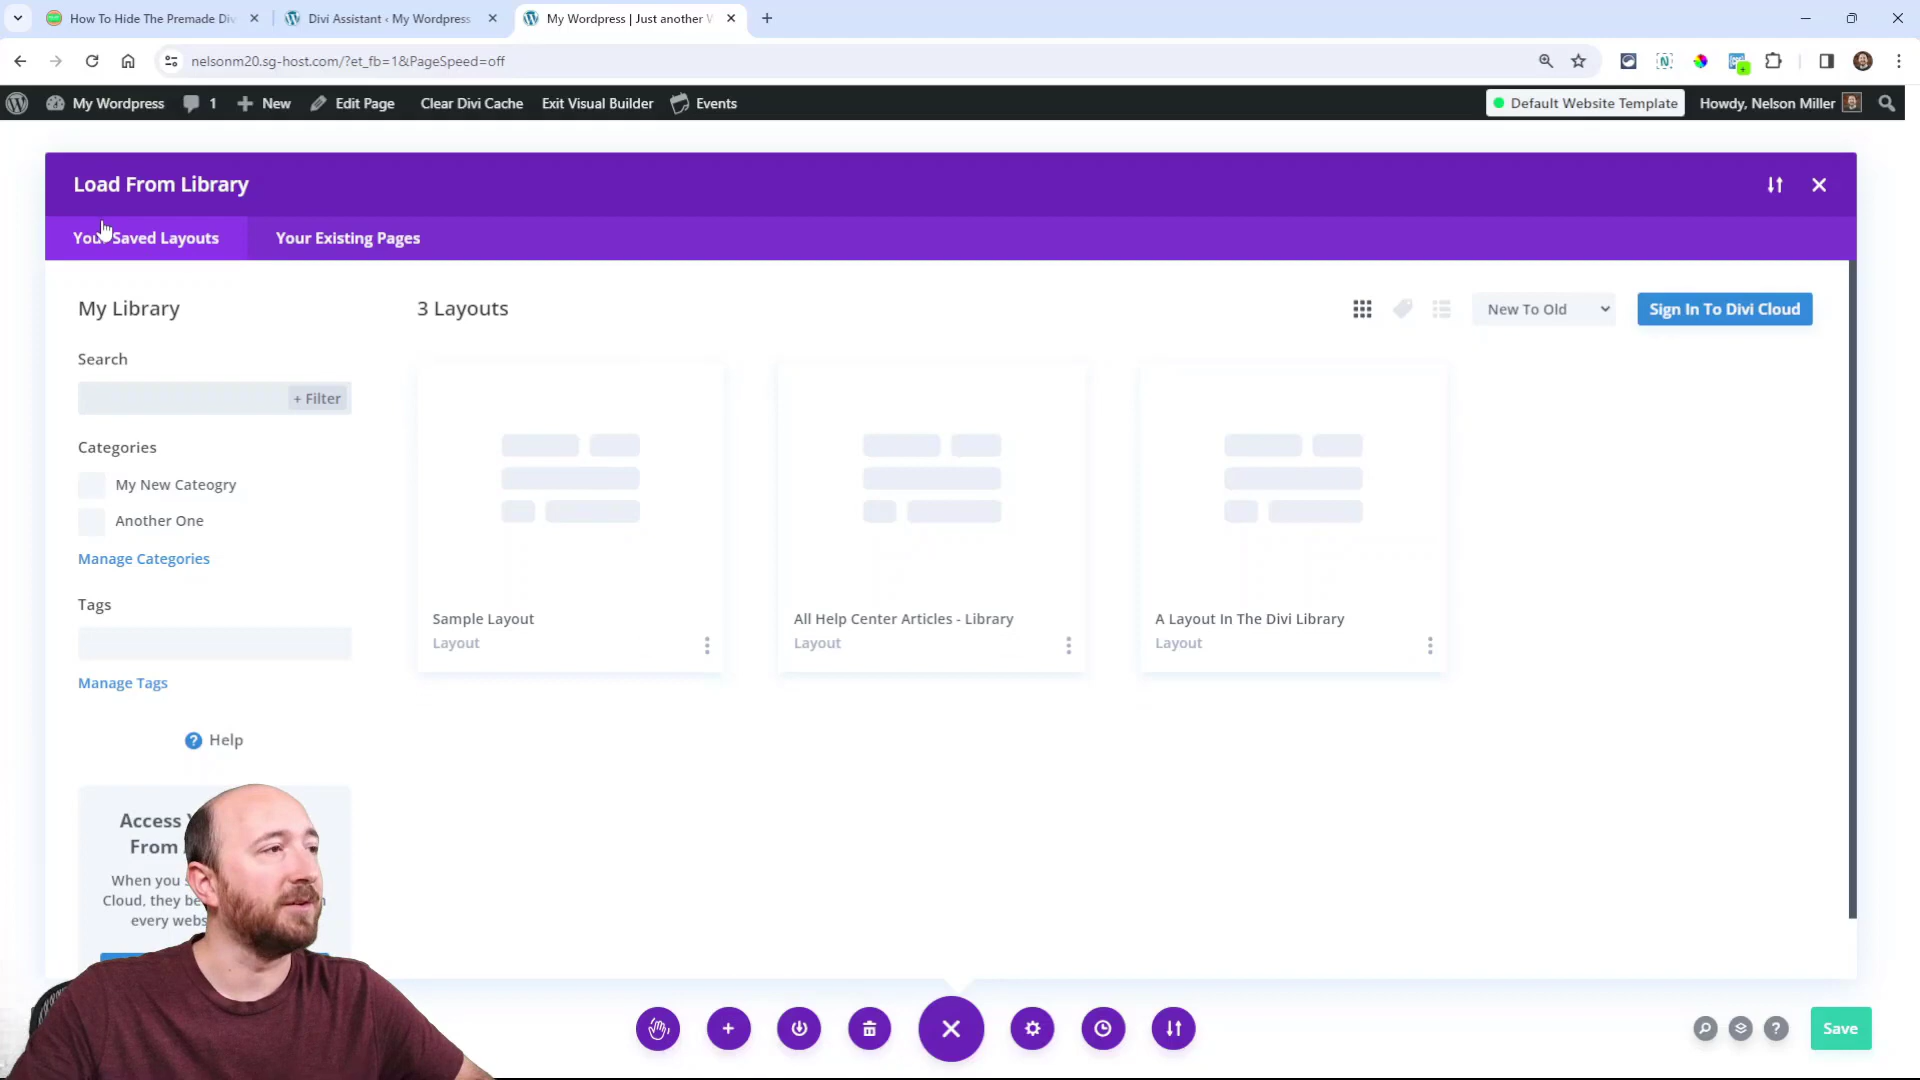 How To Hide The Premade Div
Divi Assistant ‹ My Wordpress
My Wordpress | Just another W
nelsonm20.sg-host.com/?et_fb=1&PageSpeed=off
My Wordpress
1
New
Edit Page
Clear Divi Cache
Exit Visual Builder
Events
Default Website Template
Howdy, Nelson Miller
Load From Library
Your Saved Layouts
Your Existing Pages
My Library
3 Layouts
New To Old
Sign In To Divi Cloud
Search
+ Filter
Categories
My New Cateogry
Another One
Manage Categories
Tags
Manage Tags
Sample Layout
Layout
All Help Center Articles - Library
Layout
A Layout In The Divi Library
Layout
Help
Access
From
When you
Cloud, they be
every webs
Save